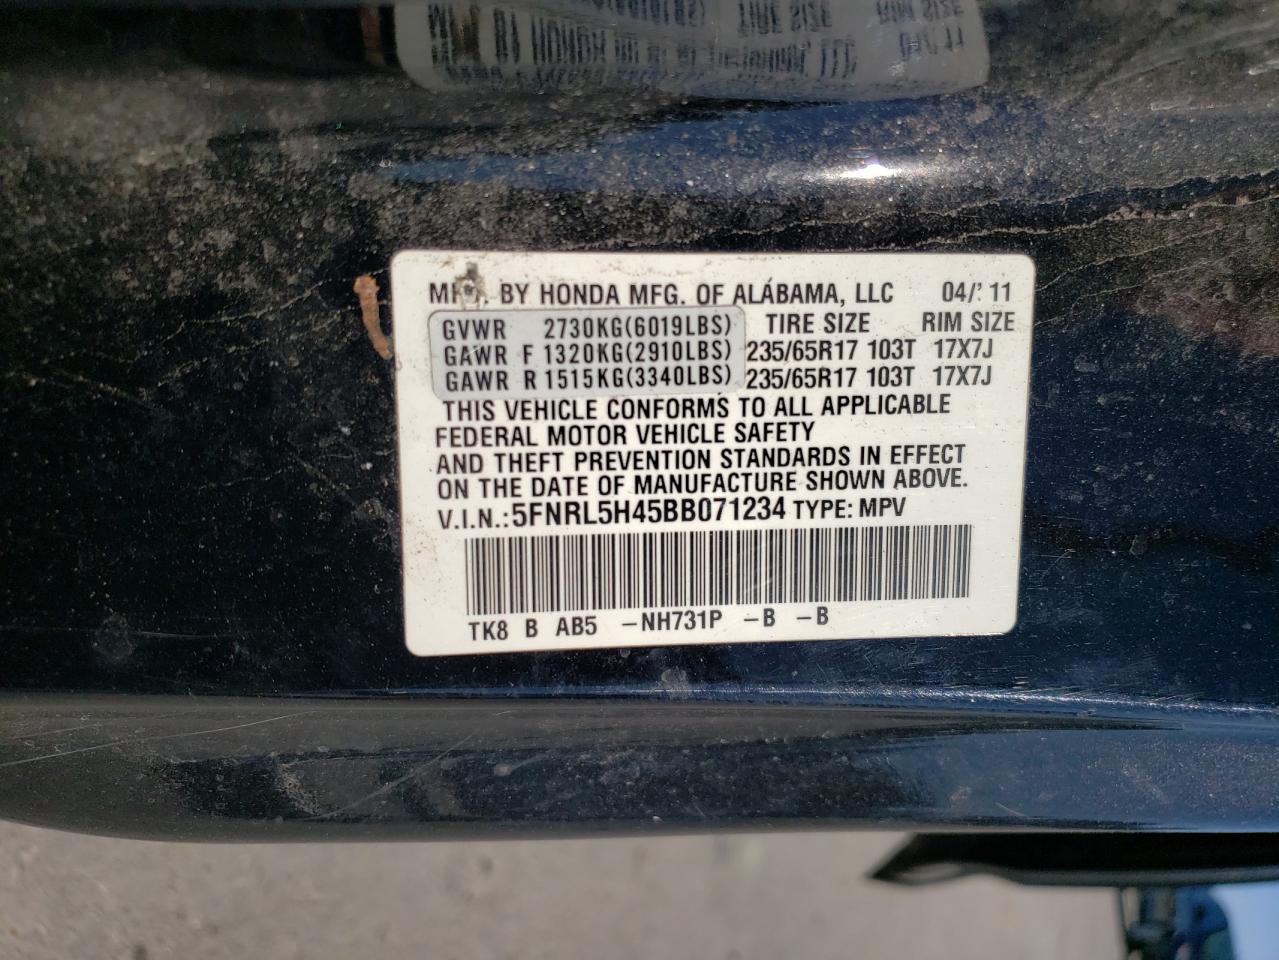 MFD. BY HONDA MFG. OF ALABAMA, LLC 04/11
GVWR 2730KG(6019LBS) TIRE SIZE RIM SIZE
GAWR F 1320KG(2910LBS) 235/65R17 103T 17X7J
GAWR R 1515KG(3340LBS) 235/65R17 103T 17X7J
THIS VEHICLE CONFORMS TO ALL APPLICABLE
FEDERAL MOTOR VEHICLE SAFETY
AND THEFT PREVENTION STANDARDS IN EFFECT
ON THE DATE OF MANUFACTURE SHOWN ABOVE.
V.I.N.:5FNRL5H45BB071234 TYPE: MPV
TK8 B AB5 -NH731P -B -B